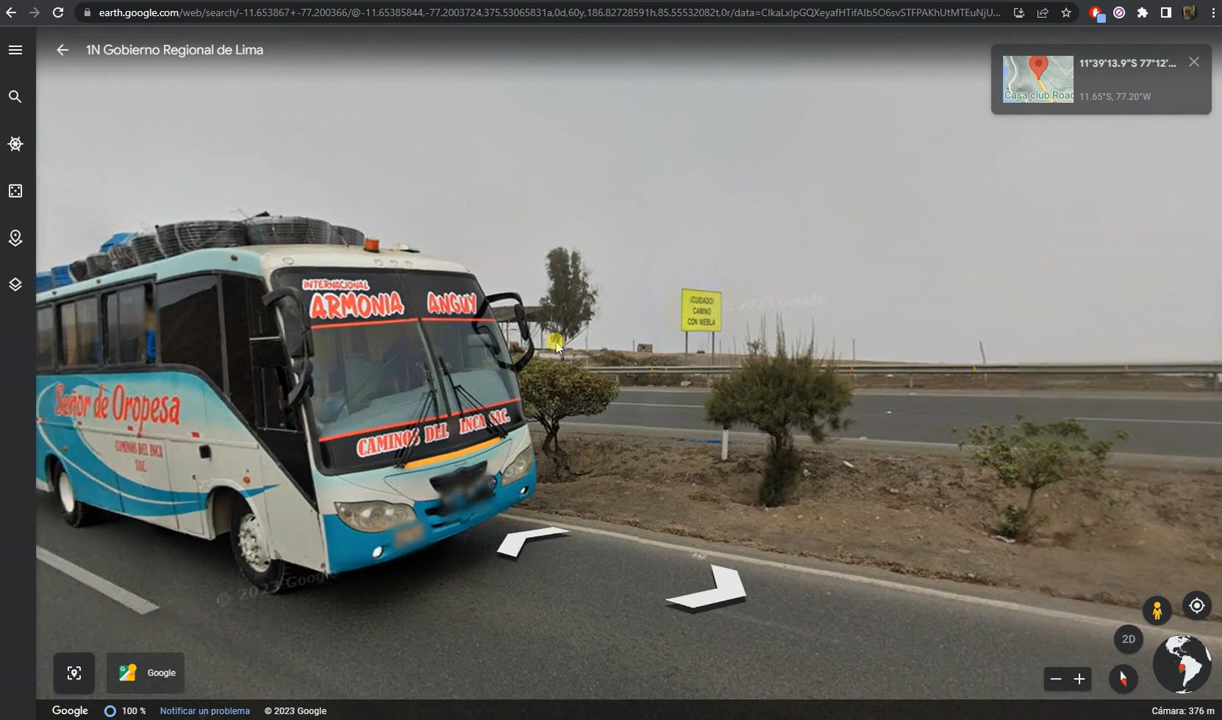 earth.google.com/web/search/-11.653867+-77.200366/@-11.65385844,-77.2003724,375.53065831a,0d,60y,186.82728591h,85.55532082t,0r/data=CIkaLxIpGQXeyafHTifAIb5O6svSTFPAKhUtMTEuNjU...
1N Gobierno Regional de Lima
11°39'13.9"S 77°12'...
11.65°S, 77.20°W
Casa club Road
INTERNACIONAL
ARMONIA ANGUY
¡CUIDADO!
CAMINO
CON NIEBLA
© 2023 Google
Señor de Oropesa
CAMINOS DEL INCA
SAC.
CAMINOS DEL INCA SAC.
© 2023 Google
2D
Google
Google
100 %
Notificar un problema
© 2023 Google
Cámara: 376 m